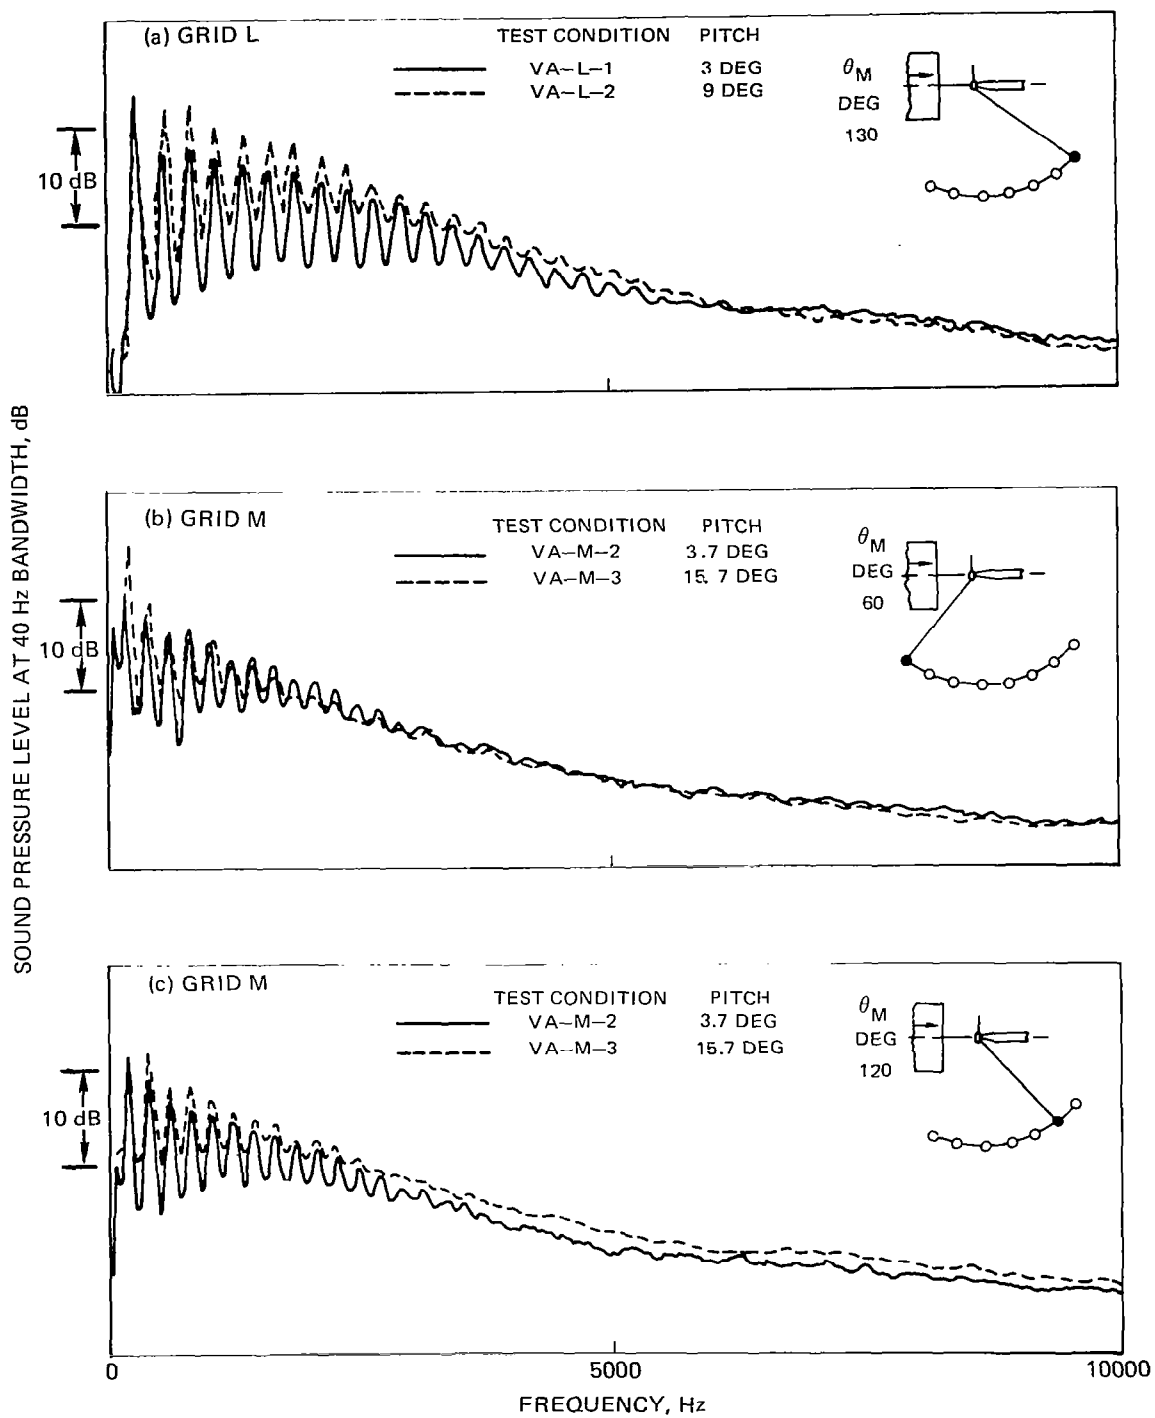 (a) GRID L
TEST CONDITION PITCH
VA-L-1 3 DEG
VA-L-2 9 DEG
θM
DEG
130
10 dB
SOUND PRESSURE LEVEL AT 40 Hz BANDWIDTH, dB
(b) GRID M
TEST CONDITION PITCH
VA-M-2 3.7 DEG
VA-M-3 15.7 DEG
θM
DEG
60
10 dB
(c) GRID M
TEST CONDITION PITCH
VA-M-2 3.7 DEG
VA-M-3 15.7 DEG
θM
DEG
120
10 dB
0 5000 10000
FREQUENCY, Hz